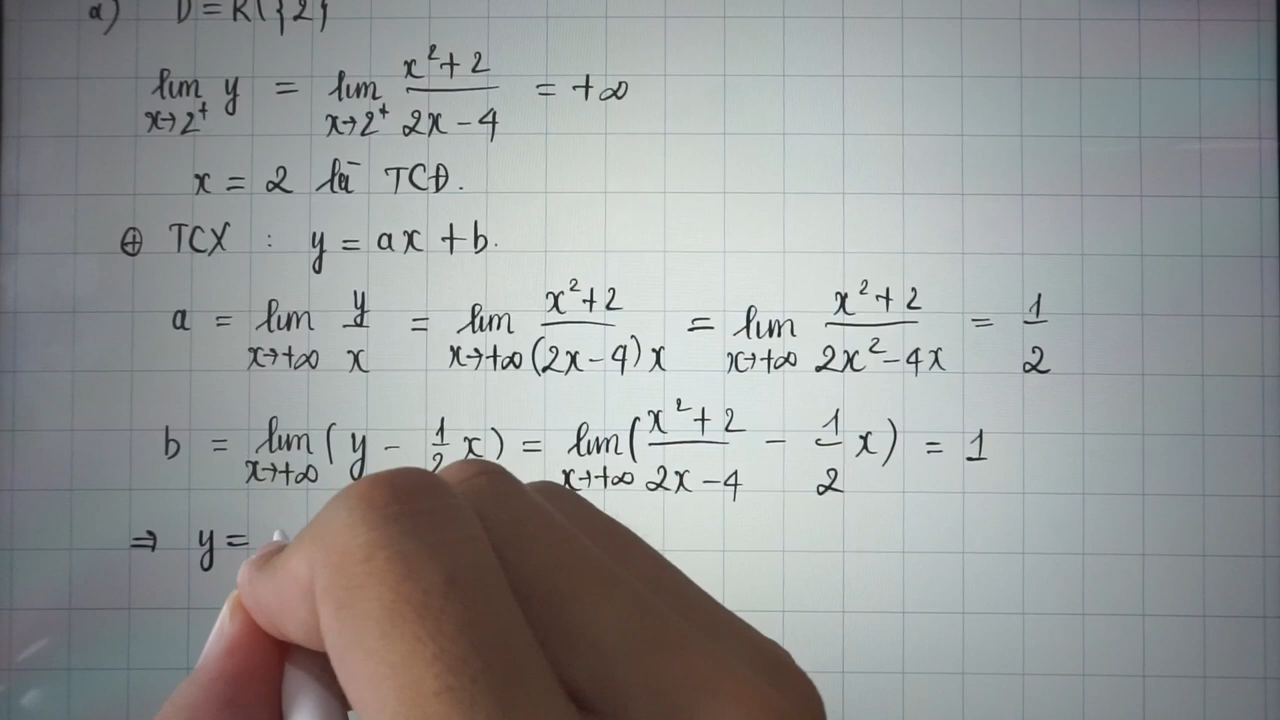 a) D = R \ {2}
lim x→2⁺ y = lim x→2⁺ (x² + 2)/(2x − 4) = +∞
x = 2 là TCĐ.
⊕ TCX : y = ax + b.
a = lim x→+∞ y/x = lim x→+∞ (x² + 2)/((2x − 4)x) = lim x→+∞ (x² + 2)/(2x² − 4x) = 1/2
b = lim x→+∞ (y − 1/2 x) = lim x→+∞ ((x² + 2)/(2x − 4) − 1/2 x) = 1
⇒ y =